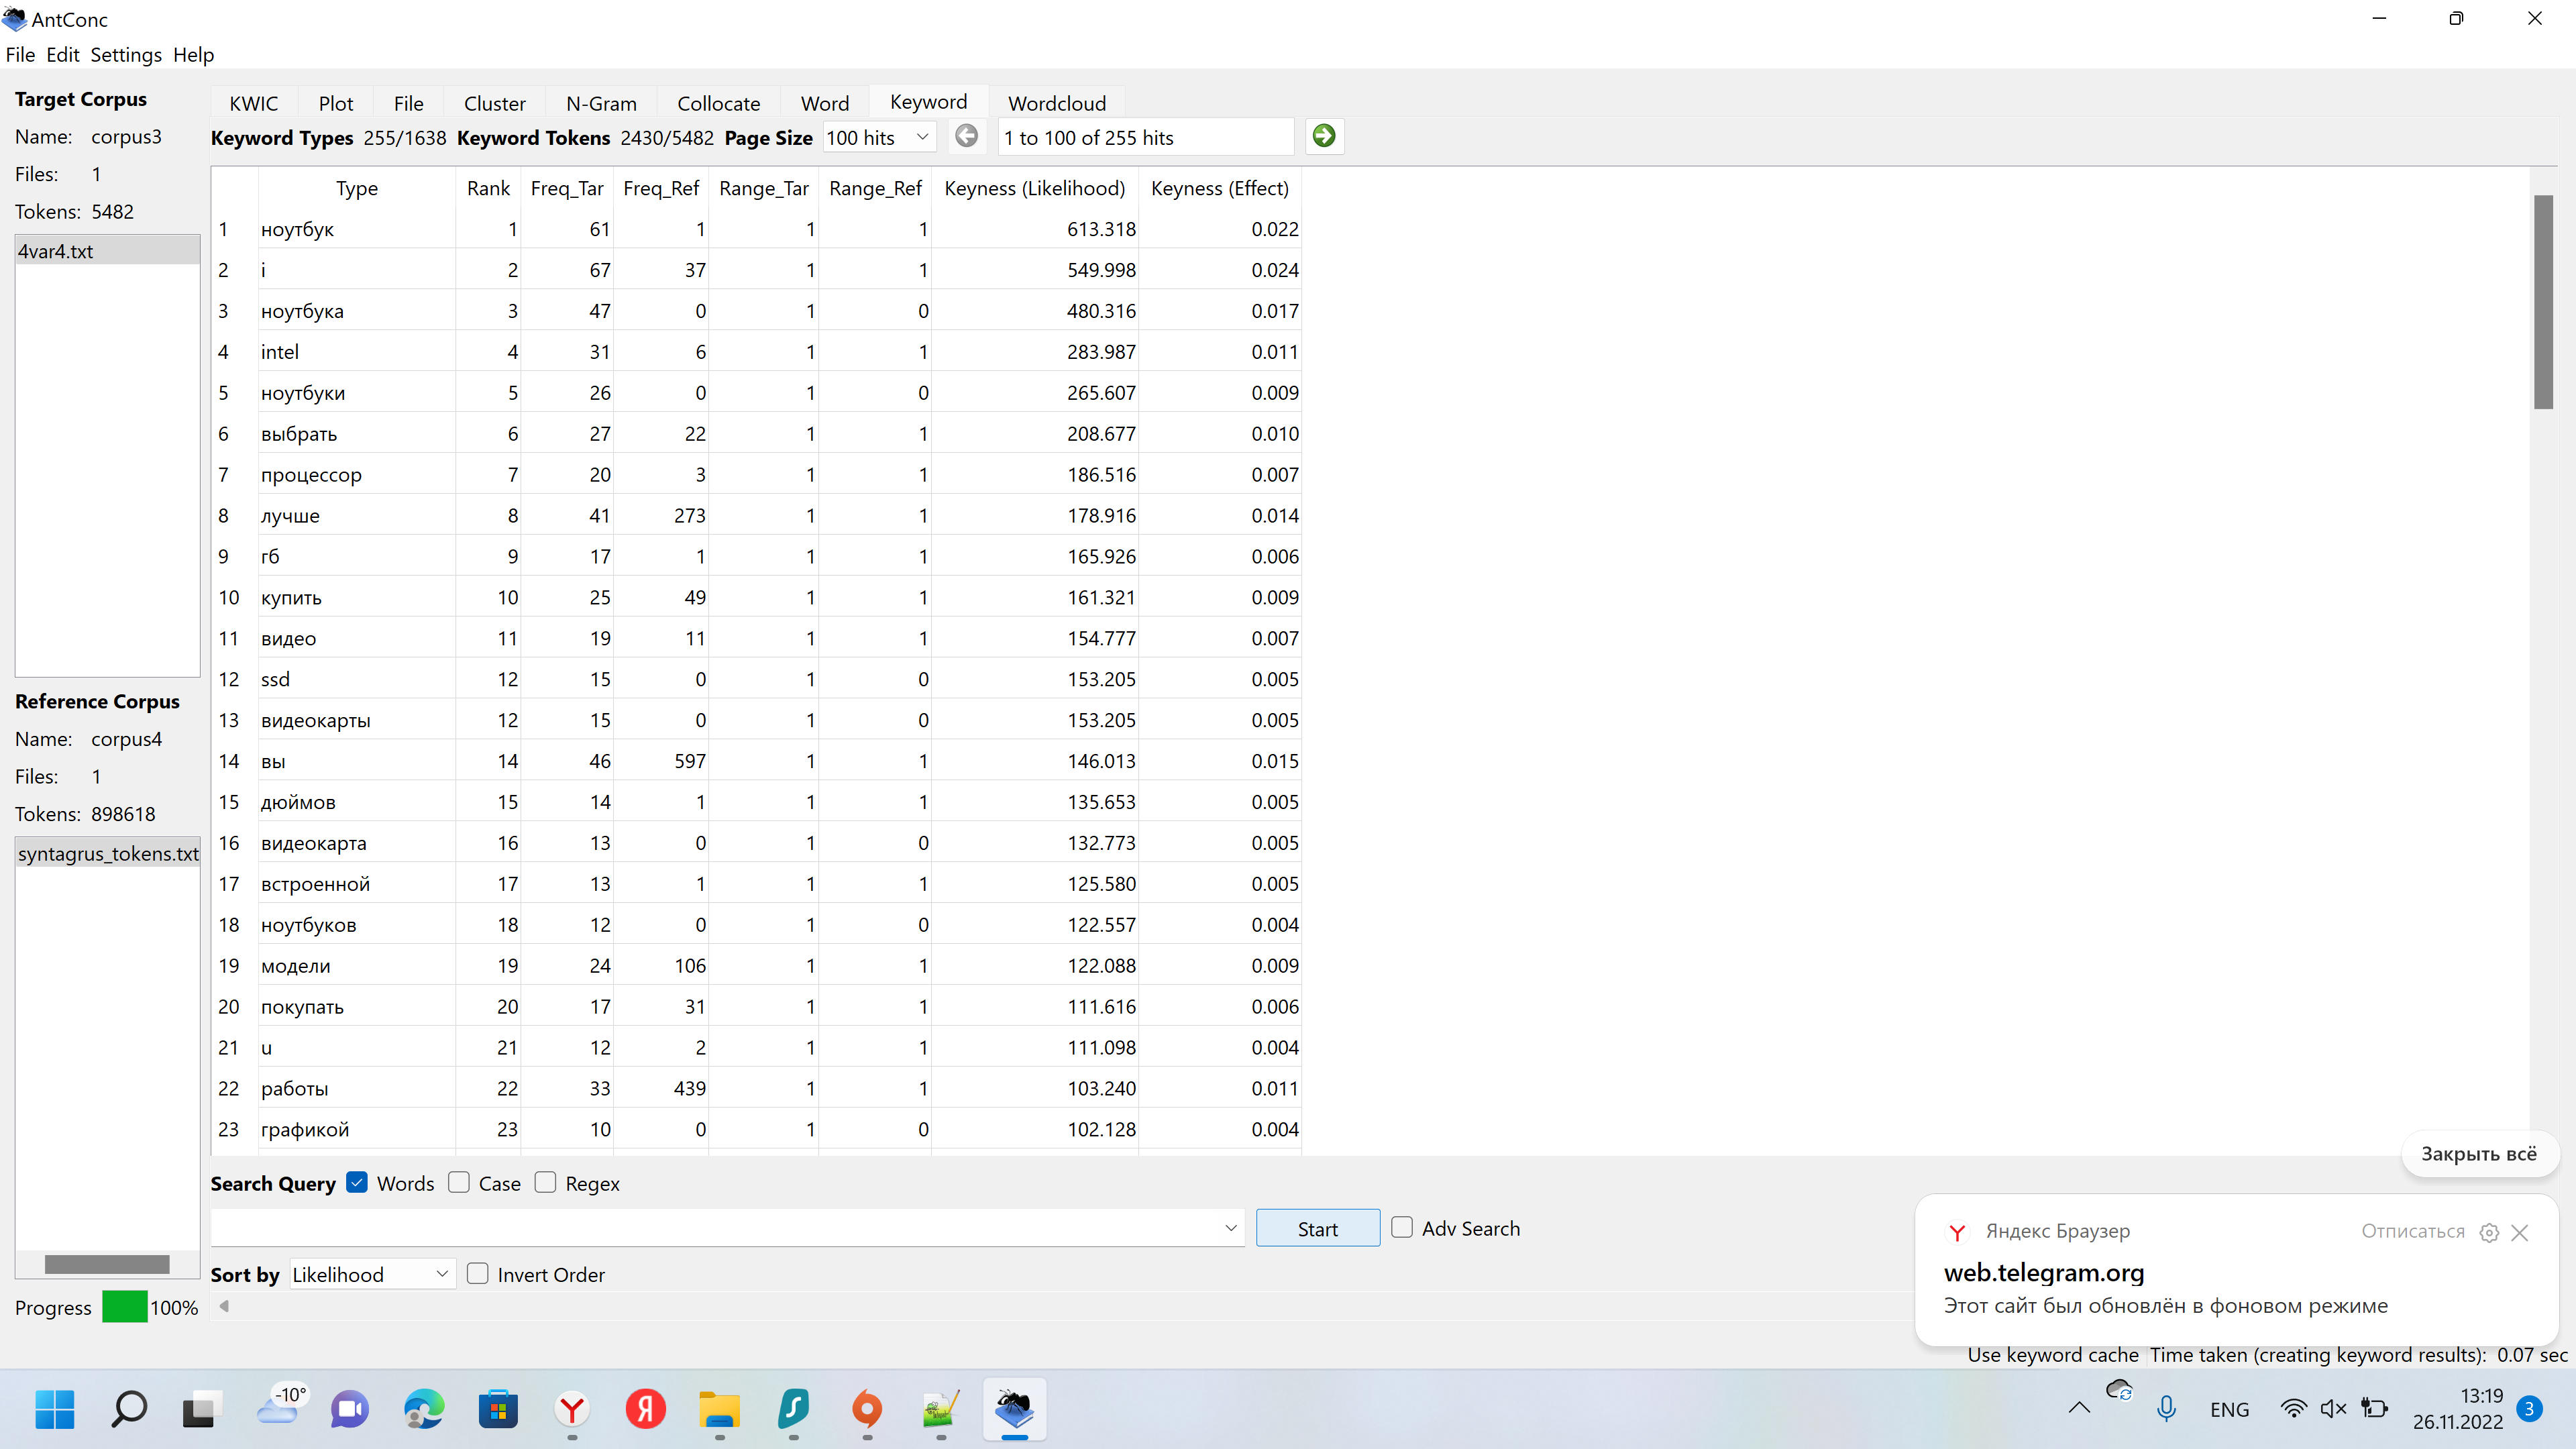 AntConc
File Edit Settings Help
Target Corpus
Name: corpus3
Files: 1
Tokens: 5482
4var4.txt
Reference Corpus
Name: corpus4
Files: 1
Tokens: 898618
syntagrus_tokens.txt
Progress 100%
KWIC Plot File Cluster N-Gram Collocate Word Keyword Wordcloud
Keyword Types 255/1638 Keyword Tokens 2430/5482 Page Size 100 hits 1 to 100 of 255 hits
Type Rank Freq_Tar Freq_Ref Range_Tar Range_Ref Keyness (Likelihood) Keyness (Effect)
1 ноутбук 1 61 1 1 1 613.318 0.022
2 i 2 67 37 1 1 549.998 0.024
3 ноутбука 3 47 0 1 0 480.316 0.017
4 intel 4 31 6 1 1 283.987 0.011
5 ноутбуки 5 26 0 1 0 265.607 0.009
6 выбрать 6 27 22 1 1 208.677 0.010
7 процессор 7 20 3 1 1 186.516 0.007
8 лучше 8 41 273 1 1 178.916 0.014
9 гб 9 17 1 1 1 165.926 0.006
10 купить 10 25 49 1 1 161.321 0.009
11 видео 11 19 11 1 1 154.777 0.007
12 ssd 12 15 0 1 0 153.205 0.005
13 видеокарты 12 15 0 1 0 153.205 0.005
14 вы 14 46 597 1 1 146.013 0.015
15 дюймов 15 14 1 1 1 135.653 0.005
16 видеокарта 16 13 0 1 0 132.773 0.005
17 встроенной 17 13 1 1 1 125.580 0.005
18 ноутбуков 18 12 0 1 0 122.557 0.004
19 модели 19 24 106 1 1 122.088 0.009
20 покупать 20 17 31 1 1 111.616 0.006
21 u 21 12 2 1 1 111.098 0.004
22 работы 22 33 439 1 1 103.240 0.011
23 графикой 23 10 0 1 0 102.128 0.004
Search Query Words Case Regex
Start Adv Search
Sort by Likelihood Invert Order
Закрыть всё
Яндекс Браузер Отписаться
web.telegram.org
Этот сайт был обновлён в фоновом режиме
Use keyword cache Time taken (creating keyword results): 0.07 sec
-10°
ENG
13:19
26.11.2022
3